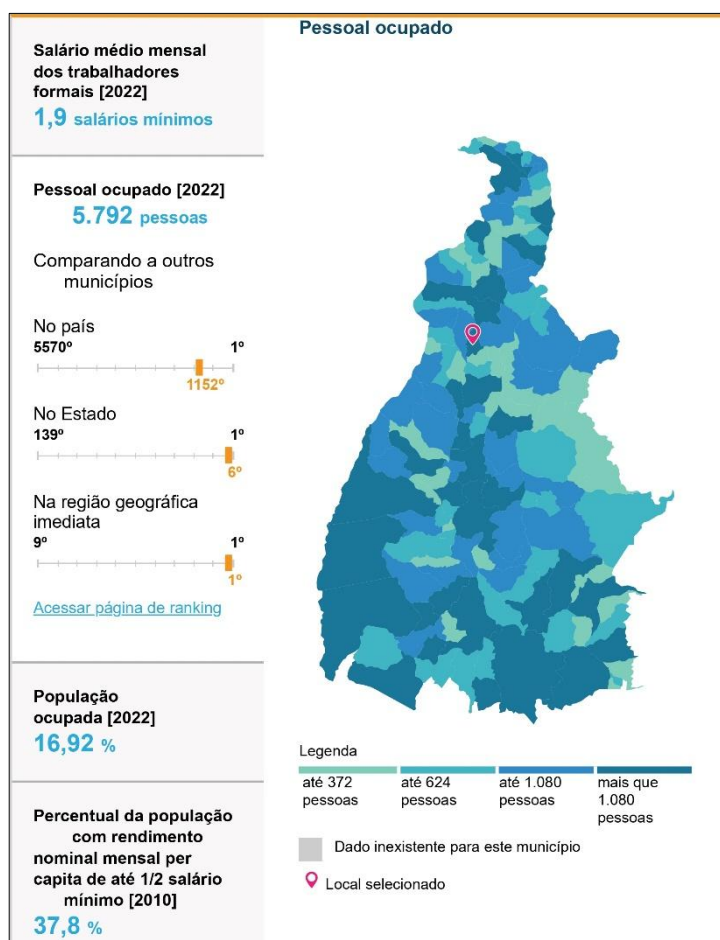 Salário médio mensal
dos trabalhadores
formais [2022]
1,9 salários mínimos
Pessoal ocupado [2022]
5.792 pessoas
Comparando a outros
municípios
No país
5570º 1º
1152º
No Estado
139º 1º
6º
Na região geográfica
imediata
9º 1º
1º
Acessar página de ranking
População
ocupada [2022]
16,92 %
Percentual da população
com rendimento
nominal mensal per
capita de até 1/2 salário
mínimo [2010]
37,8 %
Pessoal ocupado
Legenda
até 372
pessoas
até 624
pessoas
até 1.080
pessoas
mais que
1.080
pessoas
Dado inexistente para este município
Local selecionado